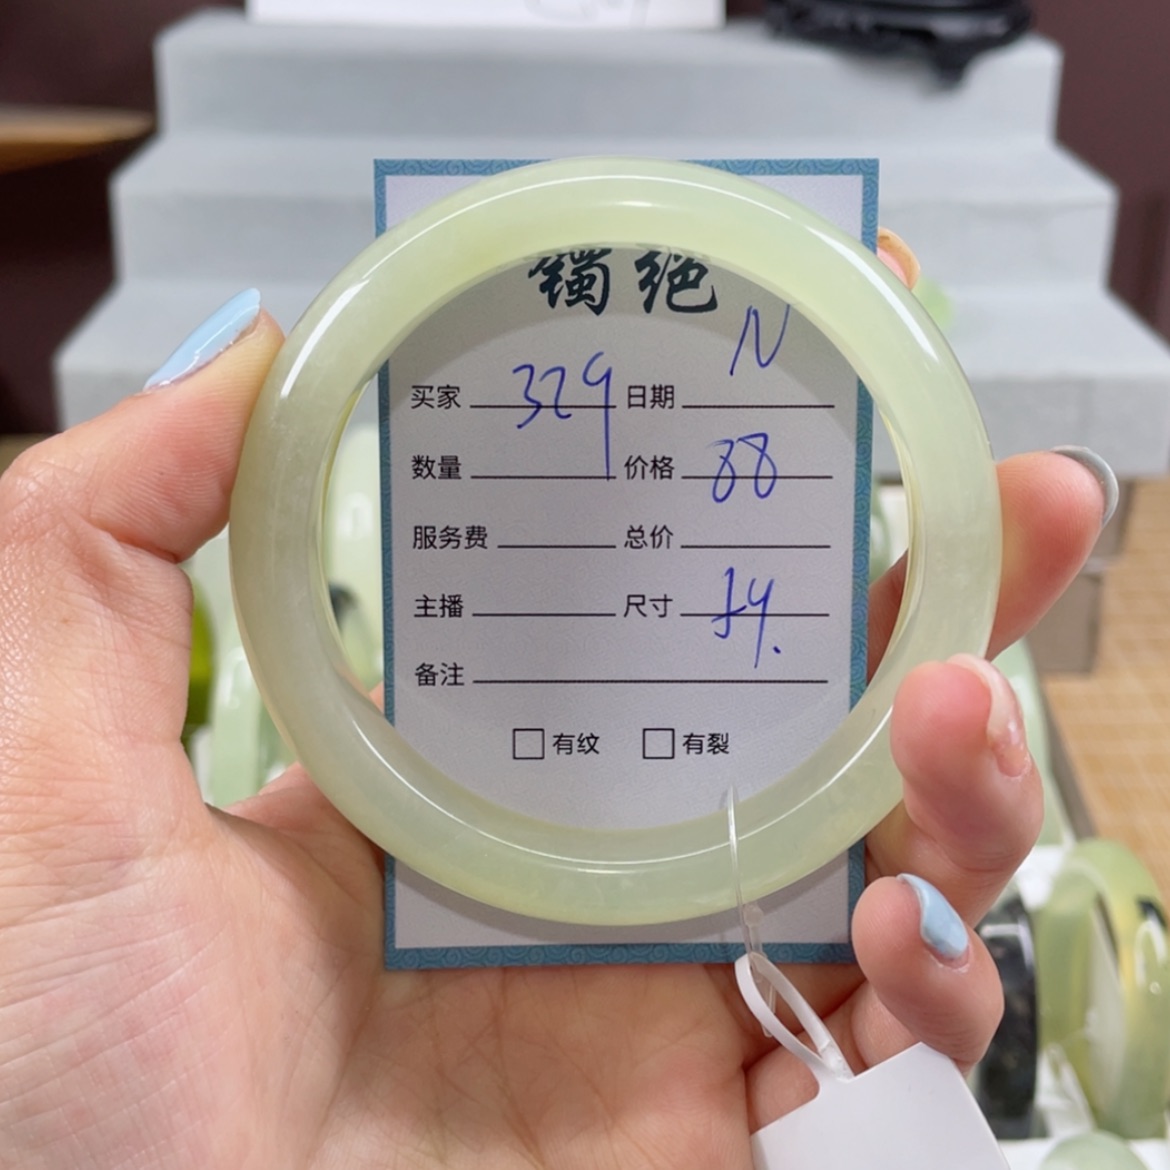 镯绝
N
买家 329 日期
数量 价格 88
服务费 总价
主播 尺寸 54.
备注
□ 有纹 □ 有裂